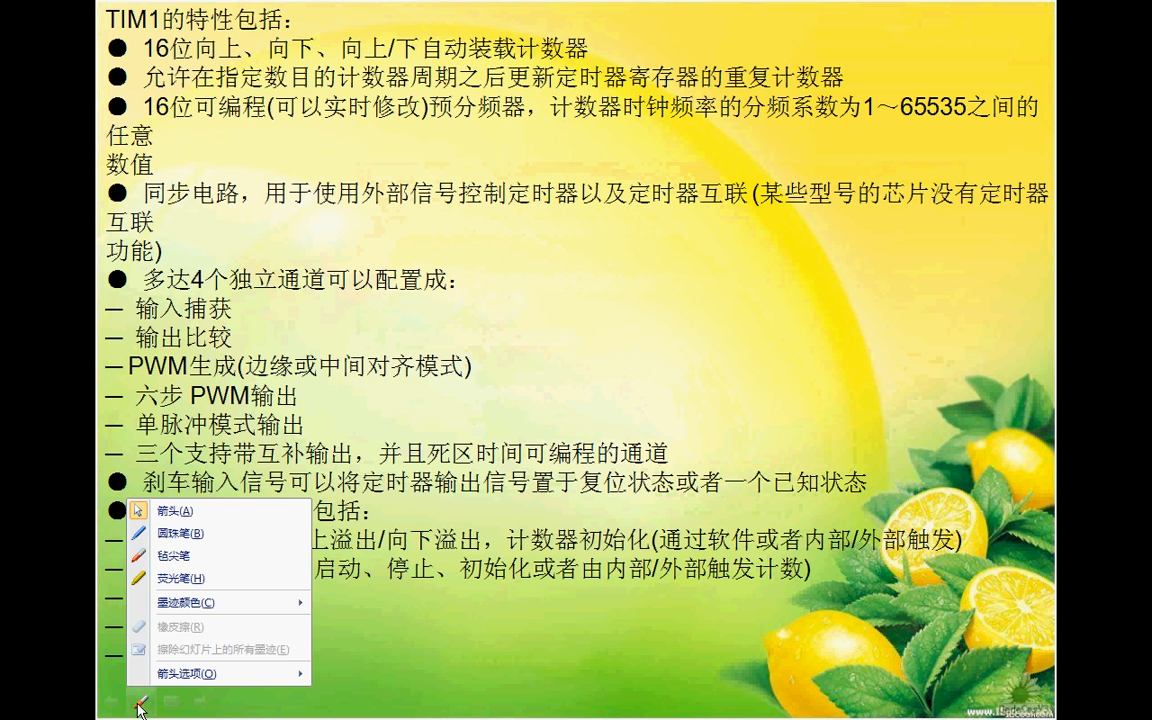 TIM1的特性包括：
● 16位向上、向下、向上/下自动装载计数器
● 允许在指定数目的计数器周期之后更新定时器寄存器的重复计数器
● 16位可编程(可以实时修改)预分频器，计数器时钟频率的分频系数为1～65535之间的
任意
数值
● 同步电路，用于使用外部信号控制定时器以及定时器互联(某些型号的芯片没有定时器
互联
功能)
● 多达4个独立通道可以配置成：
─ 输入捕获
─ 输出比较
─ PWM生成(边缘或中间对齐模式)
─ 六步 PWM输出
─ 单脉冲模式输出
─ 三个支持带互补输出，并且死区时间可编程的通道
● 刹车输入信号可以将定时器输出信号置于复位状态或者一个已知状态
● 包括：
─ 上溢出/向下溢出，计数器初始化(通过软件或者内部/外部触发)
─ 启动、停止、初始化或者由内部/外部触发计数)
─
─
─
箭头(A)
圆珠笔(B)
毡尖笔
荧光笔(H)
墨迹颜色(C)
橡皮擦(R)
擦除幻灯片上的所有墨迹(E)
箭头选项(O)